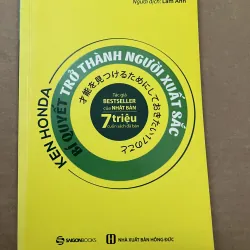 Người dịch: Lam Anh
KEN HONDA
BÍ QUYẾT TRỞ THÀNH NGƯỜI XUẤT SẮC
才能を見つけるためにしておきたい17のこと
Tác giả
BESTSELLER
của NHẬT BẢN
7 triệu
cuốn sách đã bán
SAIGONBOOKS
NHÀ XUẤT BẢN HỒNG ĐỨC